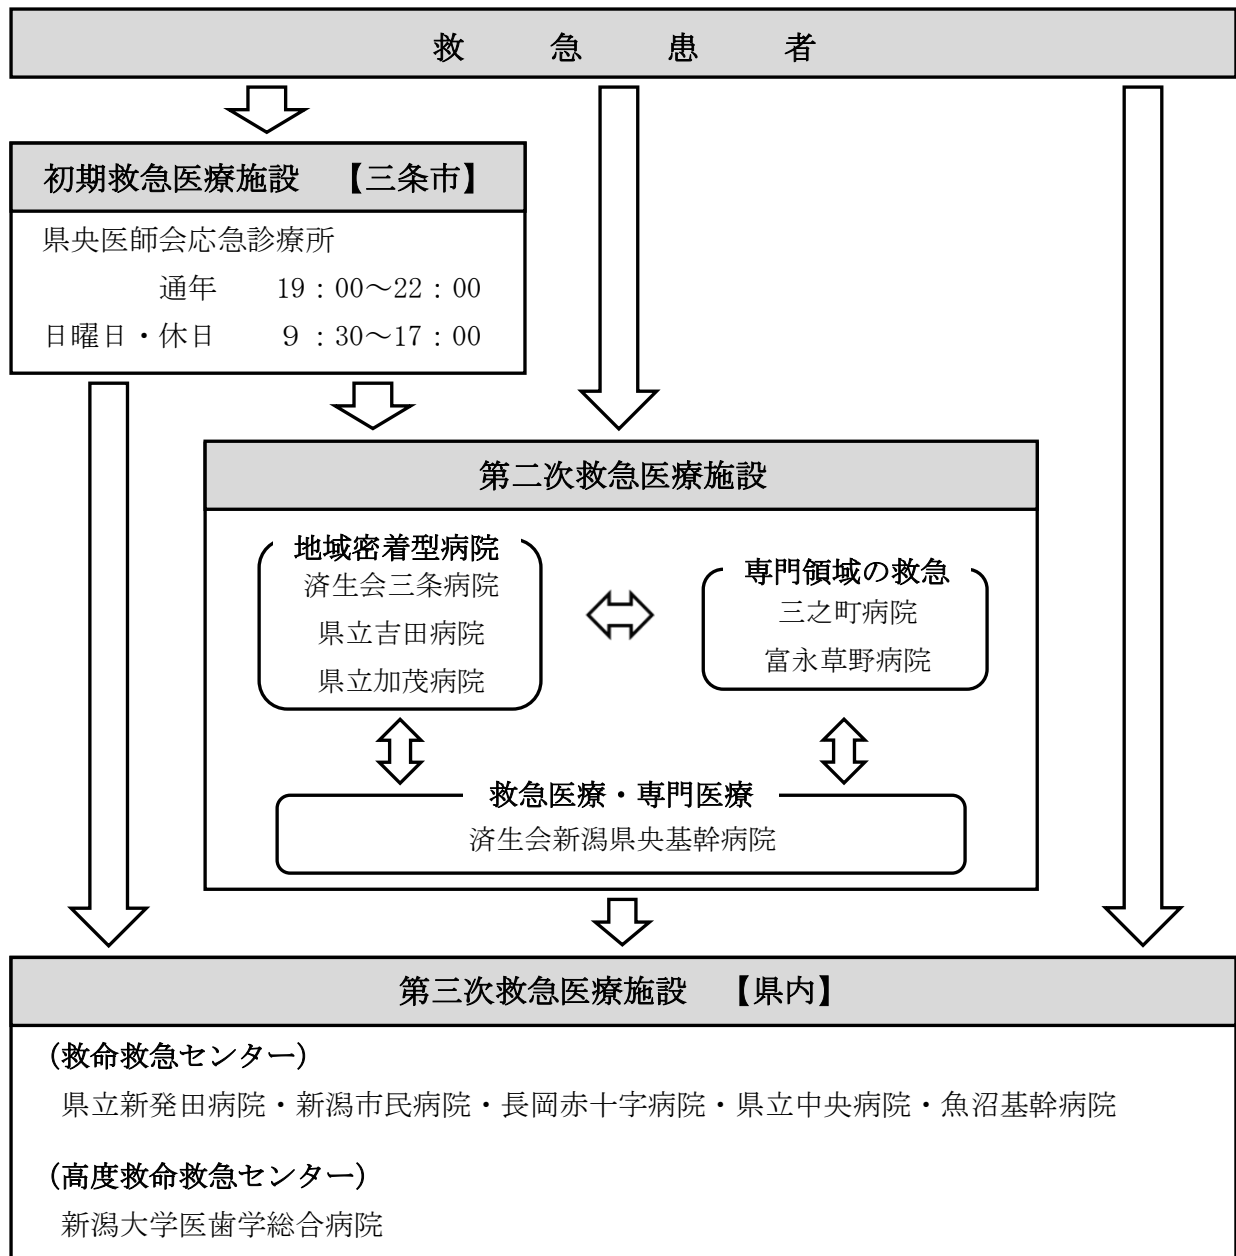 救急患者
初期救急医療施設　【三条市】
県央医師会応急診療所
通年　19：00～22：00
日曜日・休日　９：30～17：00
第二次救急医療施設
地域密着型病院
済生会三条病院
県立吉田病院
県立加茂病院
専門領域の救急
三之町病院
富永草野病院
救急医療・専門医療
済生会新潟県央基幹病院
第三次救急医療施設　【県内】
（救命救急センター）
県立新発田病院・新潟市民病院・長岡赤十字病院・県立中央病院・魚沼基幹病院
（高度救命救急センター）
新潟大学医歯学総合病院